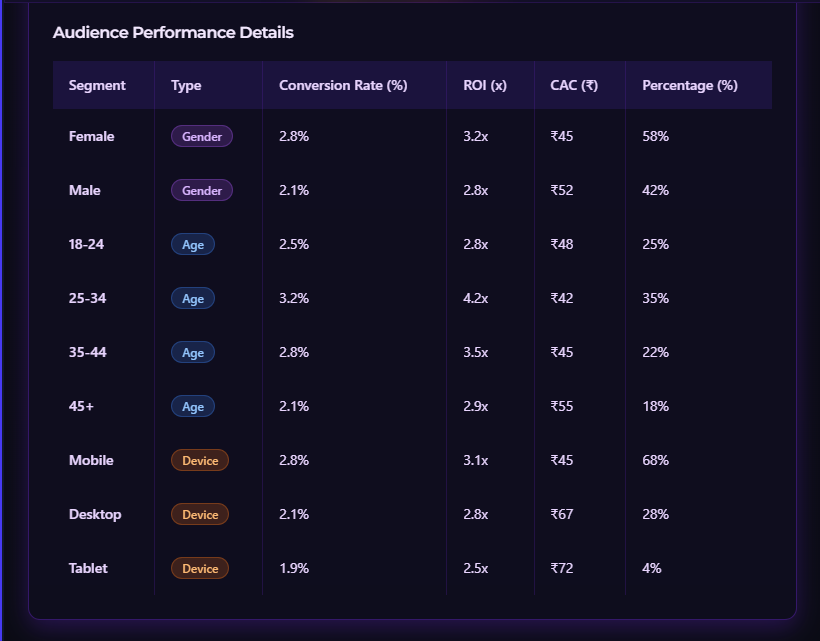 Audience Performance Details
Segment Type Conversion Rate (%) ROI (x) CAC (₹) Percentage (%)
Female Gender 2.8% 3.2x ₹45 58%
Male Gender 2.1% 2.8x ₹52 42%
18-24 Age 2.5% 2.8x ₹48 25%
25-34 Age 3.2% 4.2x ₹42 35%
35-44 Age 2.8% 3.5x ₹45 22%
45+ Age 2.1% 2.9x ₹55 18%
Mobile Device 2.8% 3.1x ₹45 68%
Desktop Device 2.1% 2.8x ₹67 28%
Tablet Device 1.9% 2.5x ₹72 4%